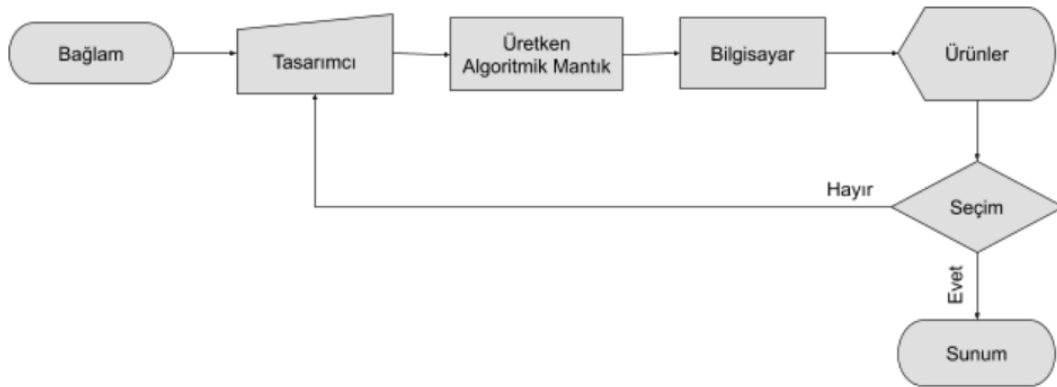 Bağlam
Tasarımcı
Üretken
Algoritmik Mantık
Bilgisayar
Ürünler
Hayır
Seçim
Evet
Sunum